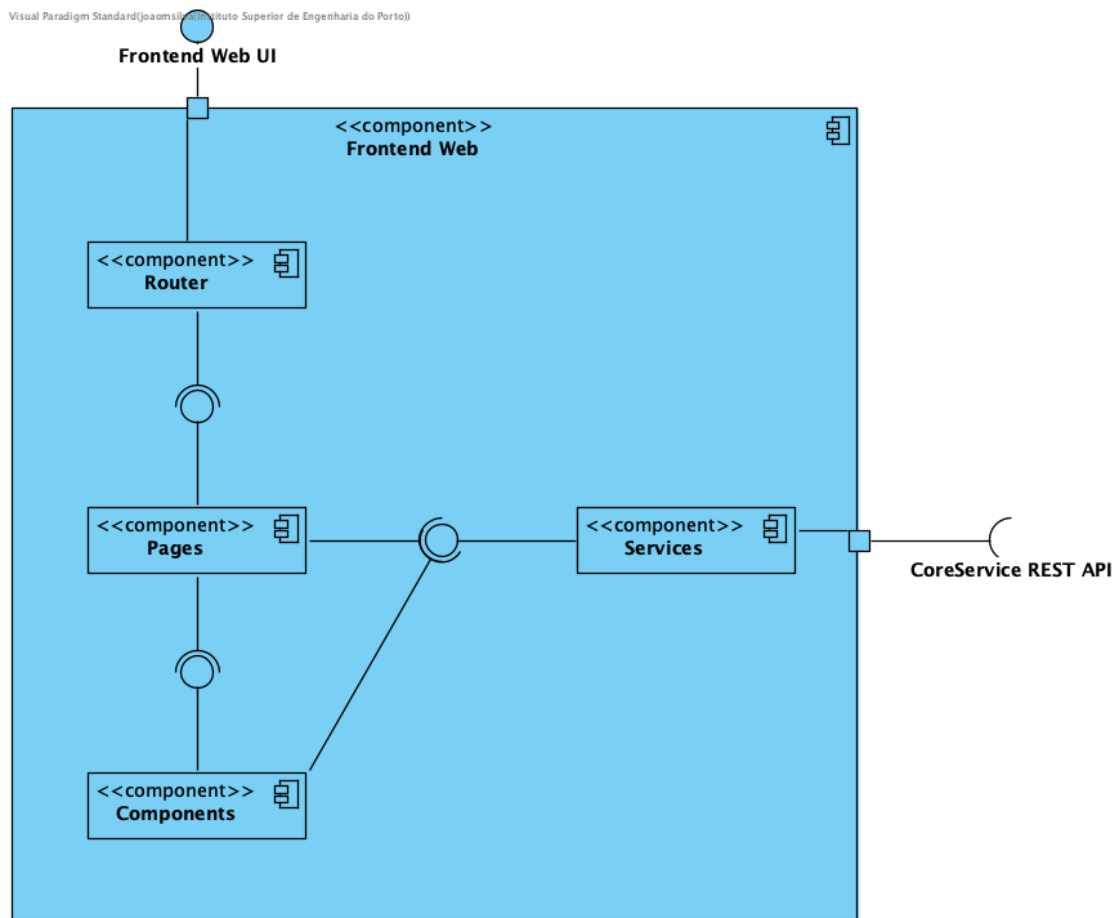 Visual Paradigm Standard(joaomsilva(Instituto Superior de Engenharia do Porto))
Frontend Web UI
<<component>>
Frontend Web
<<component>>
Router
<<component>>
Pages
<<component>>
Services
CoreService REST API
<<component>>
Components